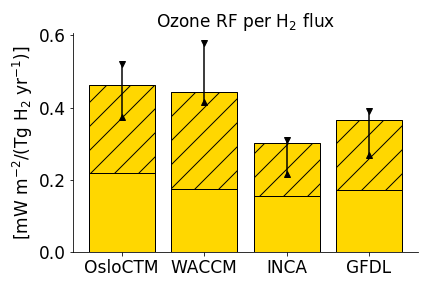 Ozone RF per H₂ flux
[mW m⁻²/(Tg H₂ yr⁻¹)]
0.6
0.4
0.2
0.0
OsloCTM WACCM INCA GFDL